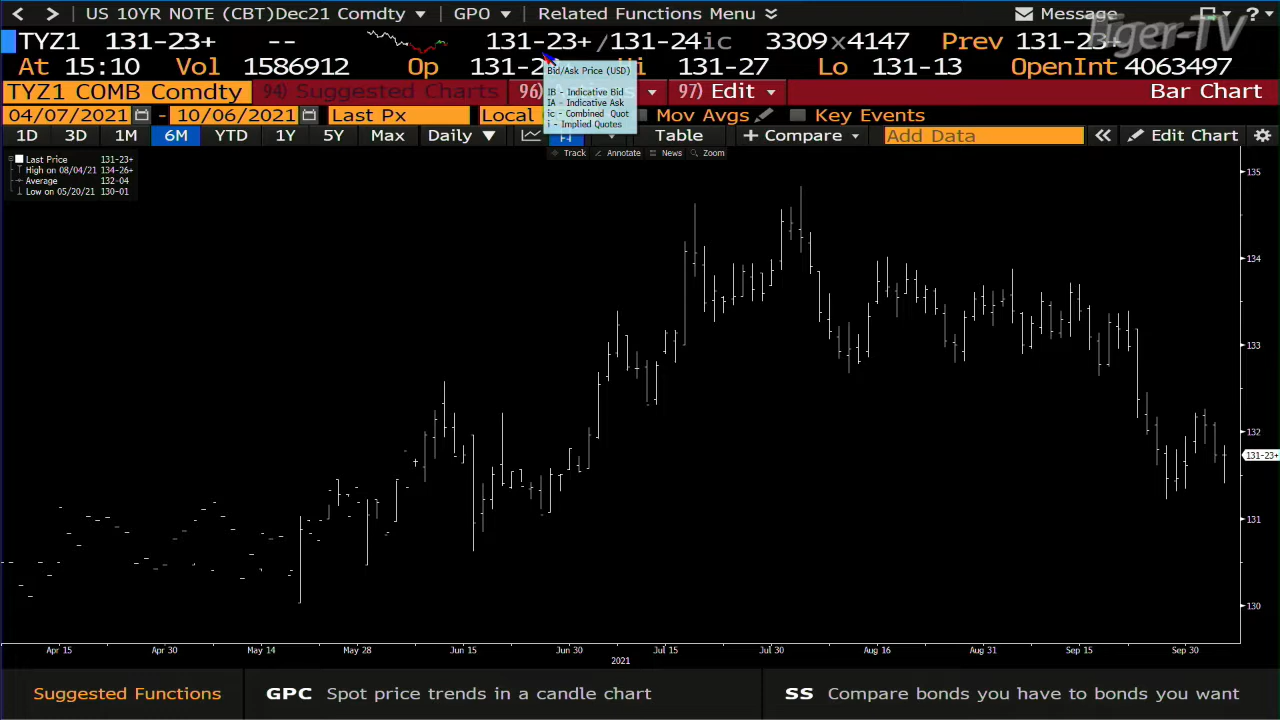 US 10YR NOTE (CBT)Dec21 Comdty GPO Related Functions Menu Message ?
Tiger-TV
TYZ1 131-23+ -- 131-23+/131-24ic 3309x4147 Prev 131-23+
At 15:10 Vol 1586912 Op Hi 131-27 Lo 131-13 OpenInt 4063497
TYZ1 COMB Comdty 94) Suggested Charts 96) 97) Edit Bar Chart
04/07/2021 - 10/06/2021 Last Px Local Mov Avgs Key Events
Bid/Ask Price (USD)
IB - Indicative Bid
IA - Indicative Ask
ic - Combined Quot
i - Implied Quotes
1D 3D 1M 6M YTD 1Y 5Y Max Daily Table + Compare Add Data Edit Chart
Track Annotate News Zoom
Last Price 131-23+
High on 08/04/21 134-26+
Average 132-04
Low on 05/20/21 130-01
135
134
133
132
131-23+
131
130
Apr 15 Apr 30 May 14 May 28 Jun 15 Jun 30 Jul 15 Jul 30 Aug 16 Aug 31 Sep 15 Sep 30
2021
Suggested Functions GPC Spot price trends in a candle chart SS Compare bonds you have to bonds you want